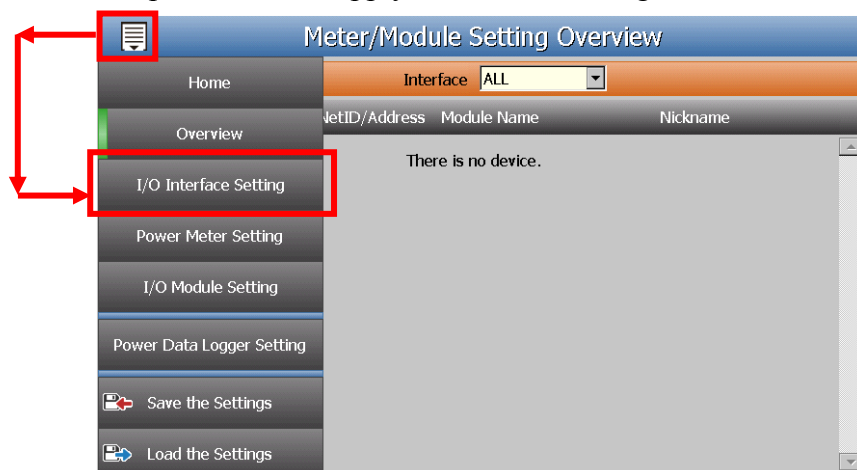 Meter/Module Setting Overview
Home
Interface ALL
NetID/Address Module Name Nickname
Overview
There is no device.
I/O Interface Setting
Power Meter Setting
I/O Module Setting
Power Data Logger Setting
Save the Settings
Load the Settings